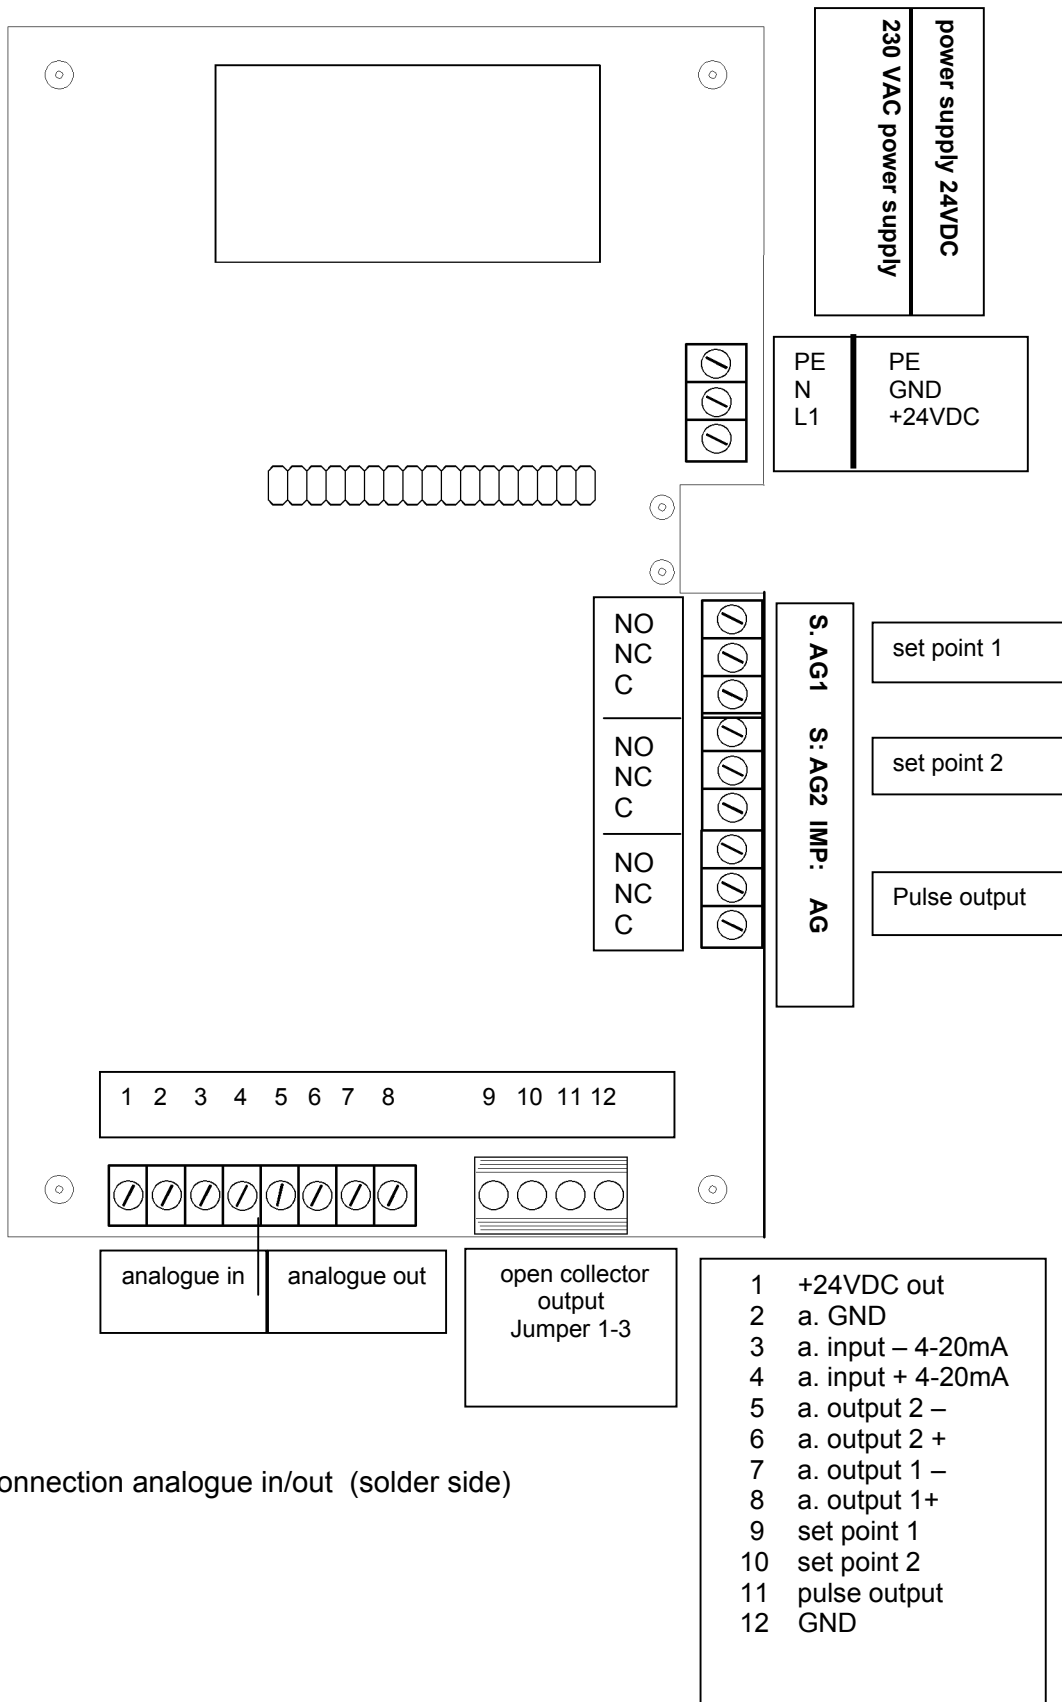 230 VAC power supply
power supply 24VDC
PE PE
N GND
L1 +24VDC
NO
NC
C
NO
NC
C
NO
NC
C
S. AG1 S: AG2 IMP: AG
set point 1
set point 2
Pulse output
1 2 3 4 5 6 7 8 9 10 11 12
analogue in
analogue out
open collector
output
Jumper 1-3
1 +24VDC out
2 a. GND
3 a. input – 4-20mA
4 a. input + 4-20mA
5 a. output 2 –
6 a. output 2 +
7 a. output 1 –
8 a. output 1+
9 set point 1
10 set point 2
11 pulse output
12 GND
onnection analogue in/out (solder side)